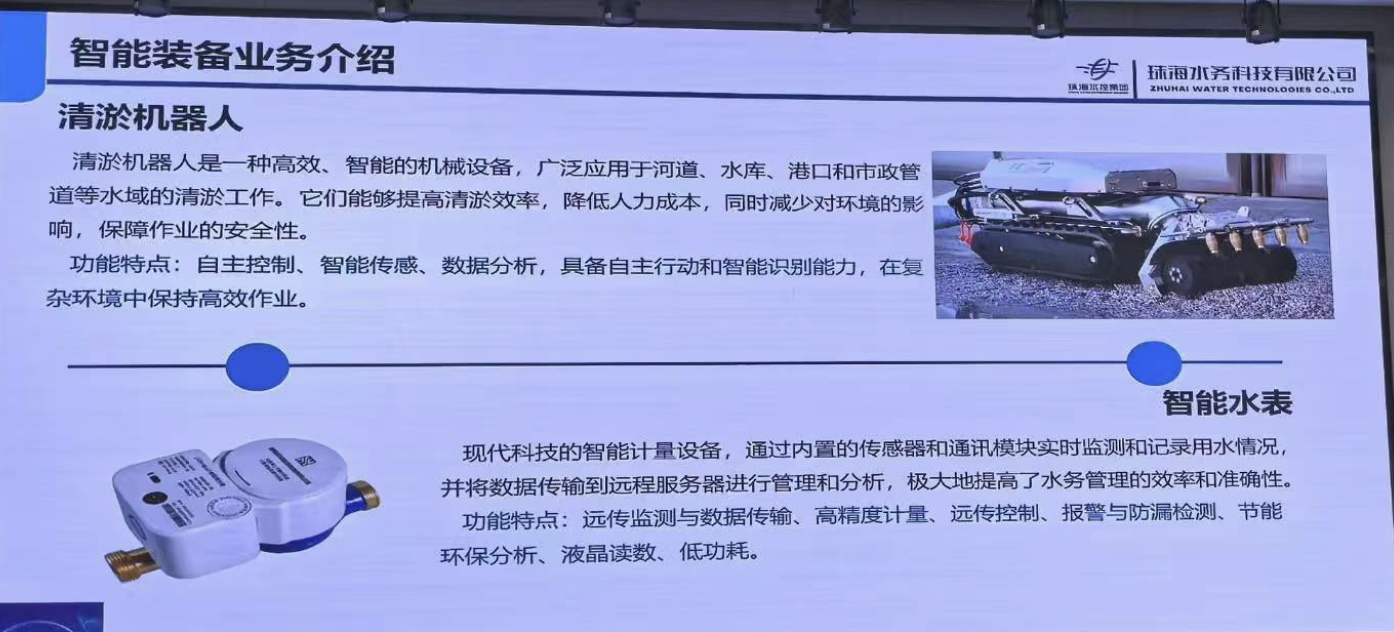 智能装备业务介绍
珠海水控集团
珠海水务科技有限公司
ZHUHAI WATER TECHNOLOGIES CO.,LTD
清淤机器人
清淤机器人是一种高效、智能的机械设备，广泛应用于河道、水库、港口和市政管
道等水域的清淤工作。它们能够提高清淤效率，降低人力成本，同时减少对环境的影
响，保障作业的安全性。
功能特点：自主控制、智能传感、数据分析，具备自主行动和智能识别能力，在复
杂环境中保持高效作业。
智能水表
现代科技的智能计量设备，通过内置的传感器和通讯模块实时监测和记录用水情况，
并将数据传输到远程服务器进行管理和分析，极大地提高了水务管理的效率和准确性。
功能特点：远传监测与数据传输、高精度计量、远传控制、报警与防漏检测、节能
环保分析、液晶读数、低功耗。